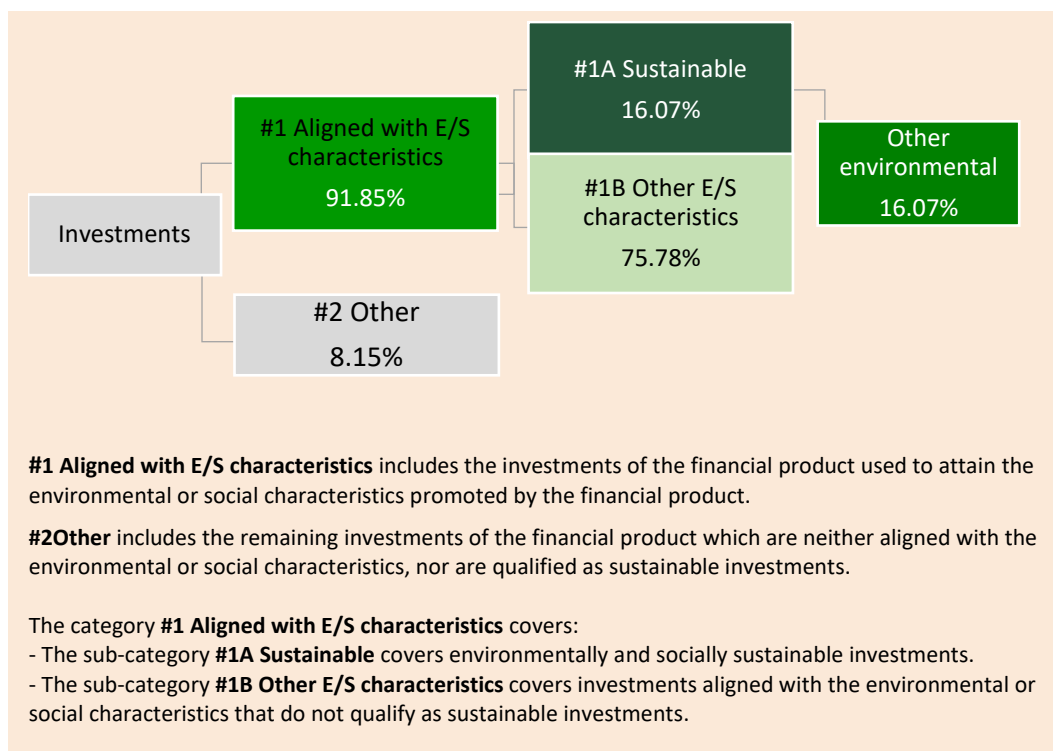 Investments
#1 Aligned with E/S
characteristics
91.85%
#2 Other
8.15%
#1A Sustainable
16.07%
#1B Other E/S
characteristics
75.78%
Other
environmental
16.07%
#1 Aligned with E/S characteristics includes the investments of the financial product used to attain the
environmental or social characteristics promoted by the financial product.
#2Other includes the remaining investments of the financial product which are neither aligned with the
environmental or social characteristics, nor are qualified as sustainable investments.
The category #1 Aligned with E/S characteristics covers:
- The sub-category #1A Sustainable covers environmentally and socially sustainable investments.
- The sub-category #1B Other E/S characteristics covers investments aligned with the environmental or
social characteristics that do not qualify as sustainable investments.